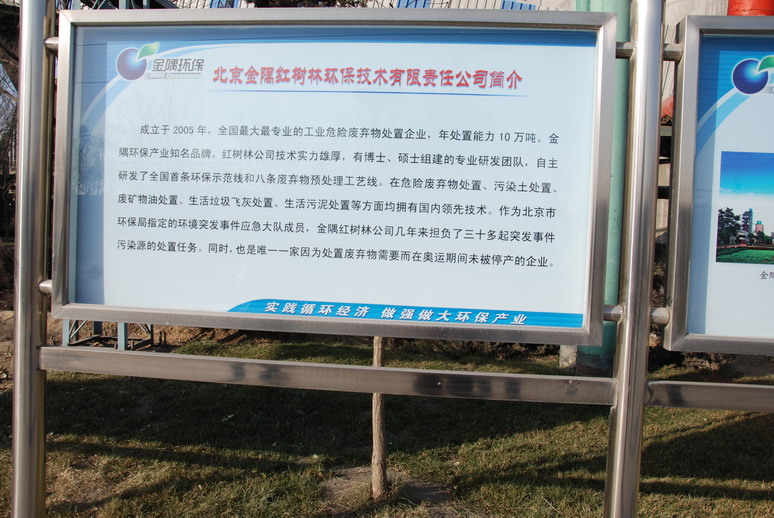 金隅环保
北京金隅红树林环保技术有限责任公司简介
成立于 2005 年，全国最大最专业的工业危险废弃物处置企业，年处置能力 10 万吨。金
隅环保产业知名品牌。红树林公司技术实力雄厚，有博士、硕士组建的专业研发团队，自主
研发了全国首条环保示范线和八条废弃物预处理工艺线。在危险废弃物处置、污染土处置、
废矿物油处置、生活垃圾飞灰处置、生活污泥处置等方面均拥有国内领先技术。作为北京市
环保局指定的环境突发事件应急大队成员，金隅红树林公司几年来担负了三十多起突发事件
污染源的处置任务。同时，也是唯一一家因为处置废弃物需要而在奥运期间未被停产的企业。
实践循环经济 做强做大环保产业
金